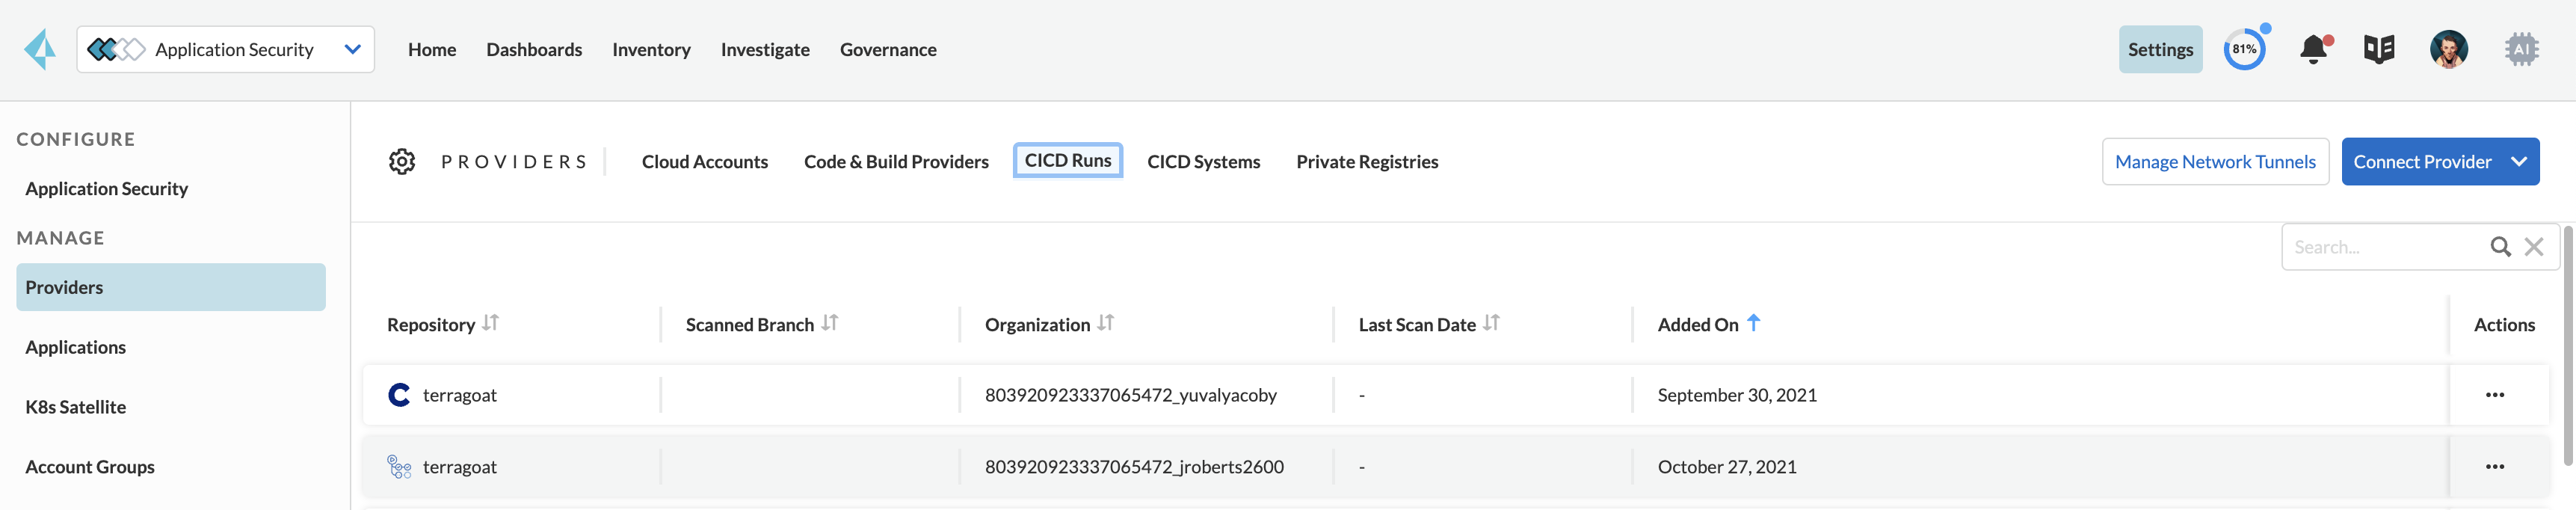 Application Security
Home Dashboards Inventory Investigate Governance
Settings 81% AI
CONFIGURE
Application Security
MANAGE
Providers
Applications
K8s Satellite
Account Groups
PROVIDERS Cloud Accounts Code & Build Providers CICD Runs CICD Systems Private Registries
Manage Network Tunnels Connect Provider
Search...
Repository Scanned Branch Organization Last Scan Date Added On Actions
terragoat 803920923337065472_yuvalyacoby - September 30, 2021
terragoat 803920923337065472_jroberts2600 - October 27, 2021